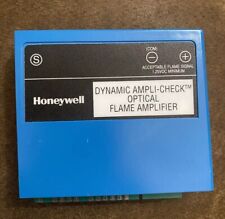 (COM)
S
− +
ACCEPTABLE FLAME SIGNAL
1.25VDC MINIMUM
Honeywell
DYNAMIC AMPLI-CHECK™
OPTICAL
FLAME AMPLIFIER